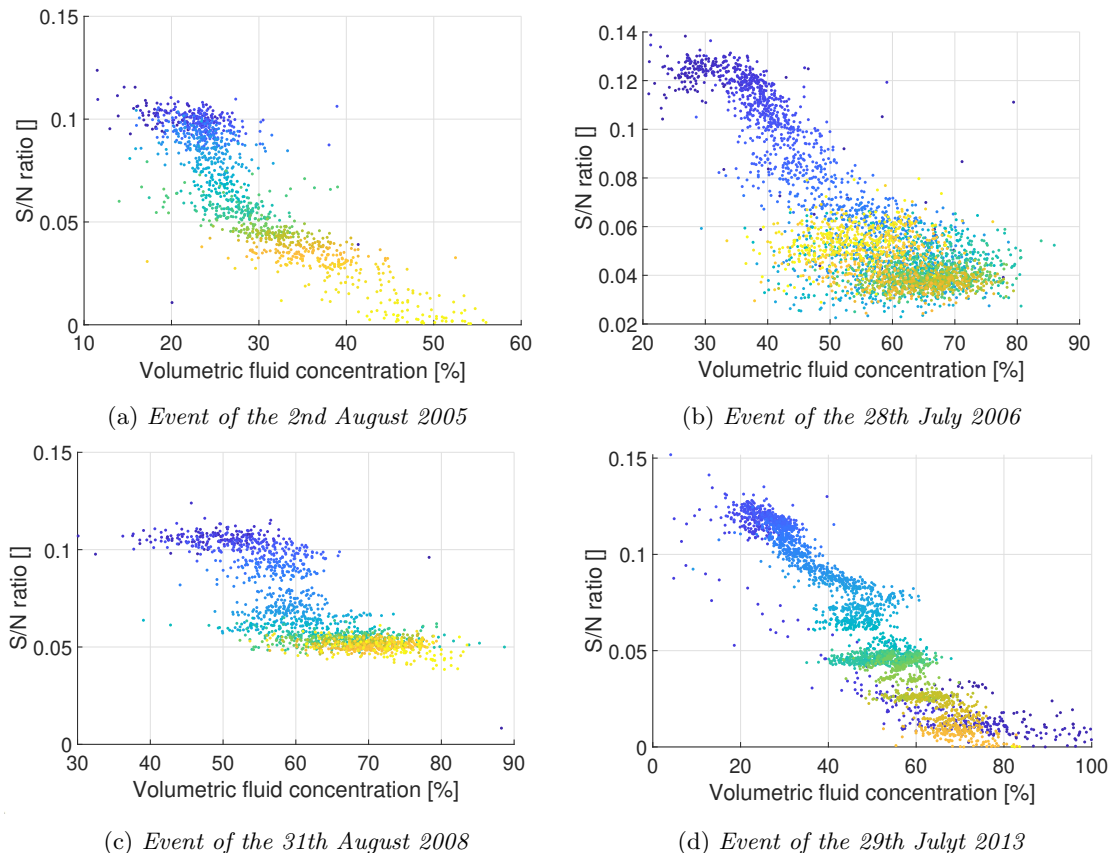 0.15
0.1
0.05
0
S/N ratio []
10 20 30 40 50 60
Volumetric fluid concentration [%]
(a) Event of the 2nd August 2005
0.14
0.12
0.1
0.08
0.06
0.04
0.02
S/N ratio []
20 30 40 50 60 70 80 90
Volumetric fluid concentration [%]
(b) Event of the 28th July 2006
0.15
0.1
0.05
0
S/N ratio []
30 40 50 60 70 80 90
Volumetric fluid concentration [%]
(c) Event of the 31th August 2008
0.15
0.1
0.05
0
S/N ratio []
0 20 40 60 80 100
Volumetric fluid concentration [%]
(d) Event of the 29th Julyt 2013